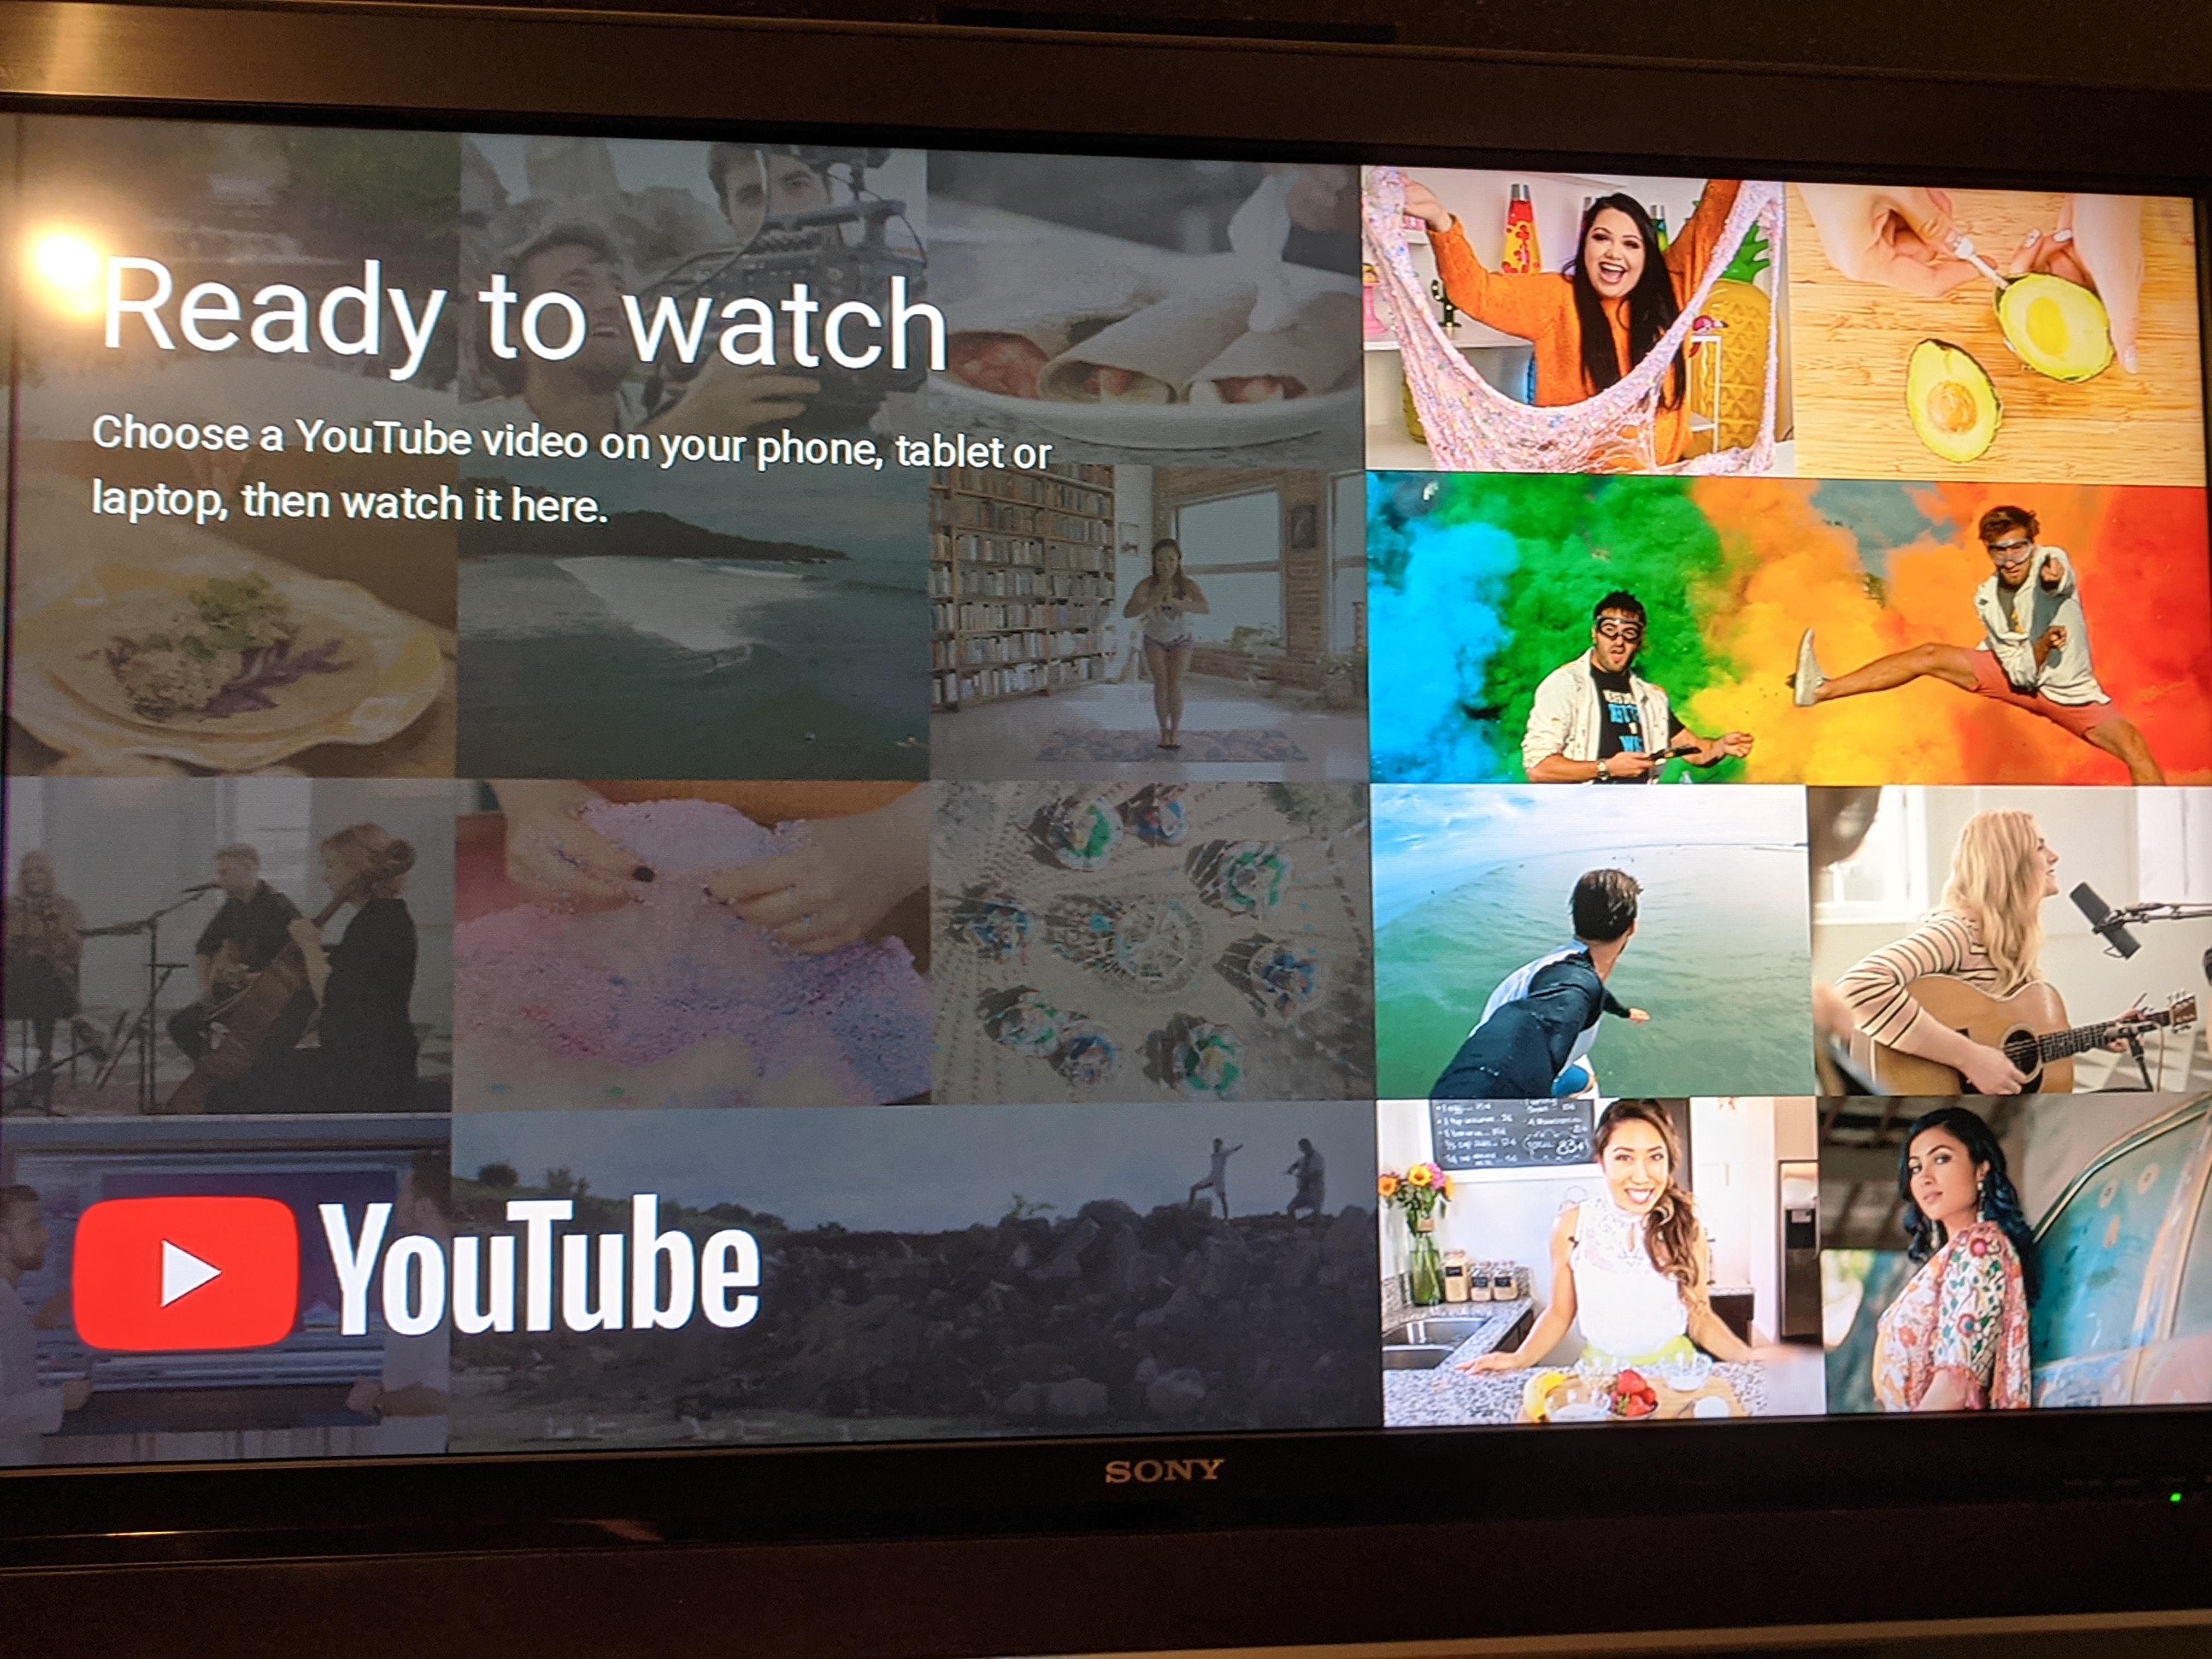 Ready to watch
Choose a YouTube video on your phone, tablet or
laptop, then watch it here.
YouTube
SONY